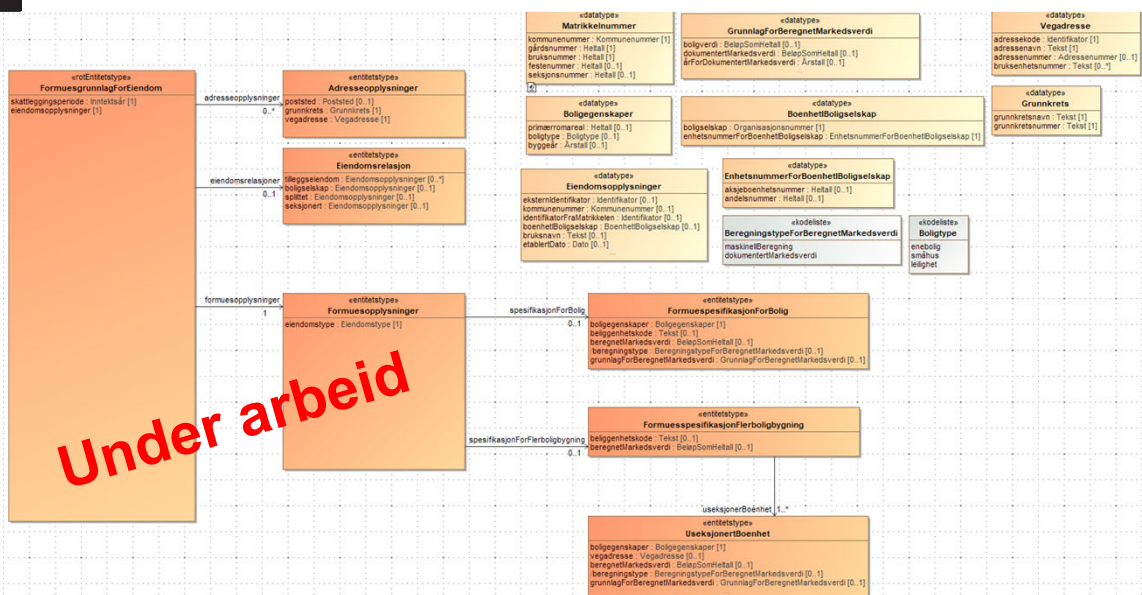 «datatype»
Matrikkelnummer
kommunenummer : Kommunenummer [1]
gårdsnummer : Heltall [1]
bruksnummer : Heltall [1]
festenummer : Heltall [0..1]
seksjonsnummer : Heltall [0..1]
«datatype»
GrunnlagForBeregnetMarkedsverdi
boligverdi : BeløpSomHeltall [0..1]
dokumentertMarkedsverdi : BeløpSomHeltall [0..1]
årForDokumentertMarkedsverdi : Årstall [0..1]
...
«datatype»
Vegadresse
adressekode : Identifikator [1]
adressenavn : Tekst [1]
adressenummer : Adressenummer [0..1]
bruksenhetsnummer : Tekst [0..*]
«rotEntitetstype»
FormuesgrunnlagForEiendom
skattleggingsperiode : Inntektsår [1]
eiendomsopplysninger [1]
adresseopplysninger
0..*
«entitetstype»
Adresseopplysninger
poststed : Poststed [0..1]
grunnkrets : Grunnkrets [1]
vegadresse : Vegadresse [1]
«datatype»
Boligegenskaper
primærromareal : Heltall [0..1]
boligtype : Boligtype [0..1]
byggeår : Årstall [0..1]
«datatype»
BoenhetIBoligselskap
boligselskap : Organisasjonsnummer [1]
enhetsnummerForBoenhetIBoligselskap : EnhetsnummerForBoenhetIBoligselskap [1]
«datatype»
Grunnkrets
grunnkretsnavn : Tekst [1]
grunnkretsnummer : Tekst [1]
eiendomsrelasjoner
0..1
«entitetstype»
Eiendomsrelasjon
tilleggseiendom : Eiendomsopplysninger [0..*]
boligselskap : Eiendomsopplysninger [0..1]
splittet : Eiendomsopplysninger [0..1]
seksjonert : Eiendomsopplysninger [0..1]
«datatype»
Eiendomsopplysninger
eksternIdentifikator : Identifikator [0..1]
kommunenummer : Kommunenummer [0..1]
identifikatorFraMatrikkelen : Identifikator [0..1]
boenhetIBoligselskap : BoenhetIBoligselskap [0..1]
bruksnavn : Tekst [0..1]
etablertDato : Dato [0..1]
...
«datatype»
EnhetsnummerForBoenhetIBoligselskap
aksjeboenhetsnummer : Heltall [0..1]
andelsnummer : Heltall [0..1]
«kodeliste»
BeregningstypeForBeregnetMarkedsverdi
maskinellBeregning
dokumentertMarkedsverdi
«kodeliste»
Boligtype
enebolig
småhus
leilighet
formuesopplysninger
1
«entitetstype»
Formuesopplysninger
eiendomstype : Eiendomstype [1]
spesifikasjonForBolig
0..1
«entitetstype»
FormuespesifikasjonForBolig
boligegenskaper : Boligegenskaper [1]
beliggenhetskode : Tekst [0..1]
beregnetMarkedsverdi : BeløpSomHeltall [0..1]
beregningstype : BeregningstypeForBeregnetMarkedsverdi [0..1]
grunnlagForBeregnetMarkedsverdi : GrunnlagForBeregnetMarkedsverdi [0..1]
Under arbeid
spesifikasjonForFlerboligbygning
0..1
«entitetstype»
FormuesspesifikasjonFlerboligbygning
beliggenhetskode : Tekst [0..1]
beregnetMarkedsverdi : BeløpSomHeltall [0..1]
useksjonerBoenhet
1..*
«entitetstype»
UseksjonertBoenhet
boligegenskaper : Boligegenskaper [1]
vegadresse : Vegadresse [0..1]
beregnetMarkedsverdi : BeløpSomHeltall [0..1]
beregningstype : BeregningstypeForBeregnetMarkedsverdi [0..1]
grunnlagForBeregnetMarkedsverdi : GrunnlagForBeregnetMarkedsverdi [0..1]
...